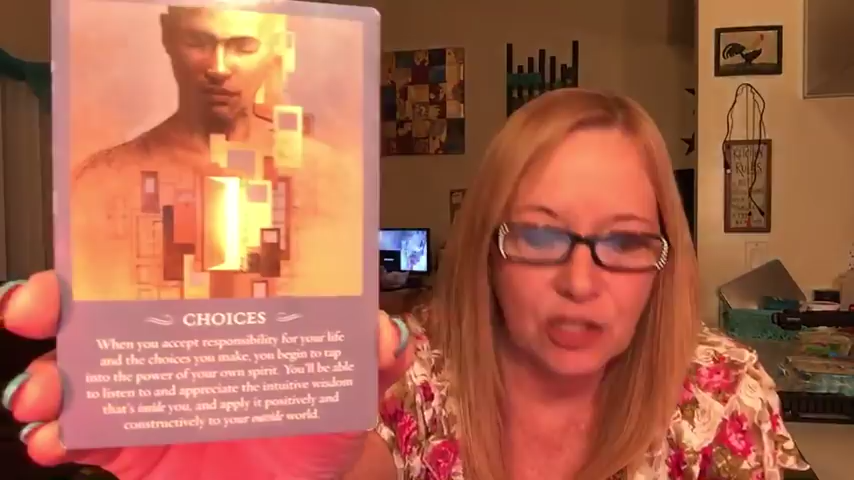 CHOICES
When you accept responsibility for your life
and the choices you make, you begin to tap
into the power of your own spirit. You'll be able
to listen to and appreciate the intuitive wisdom
that's inside you, and apply it positively and
constructively to your outside world.
RULES